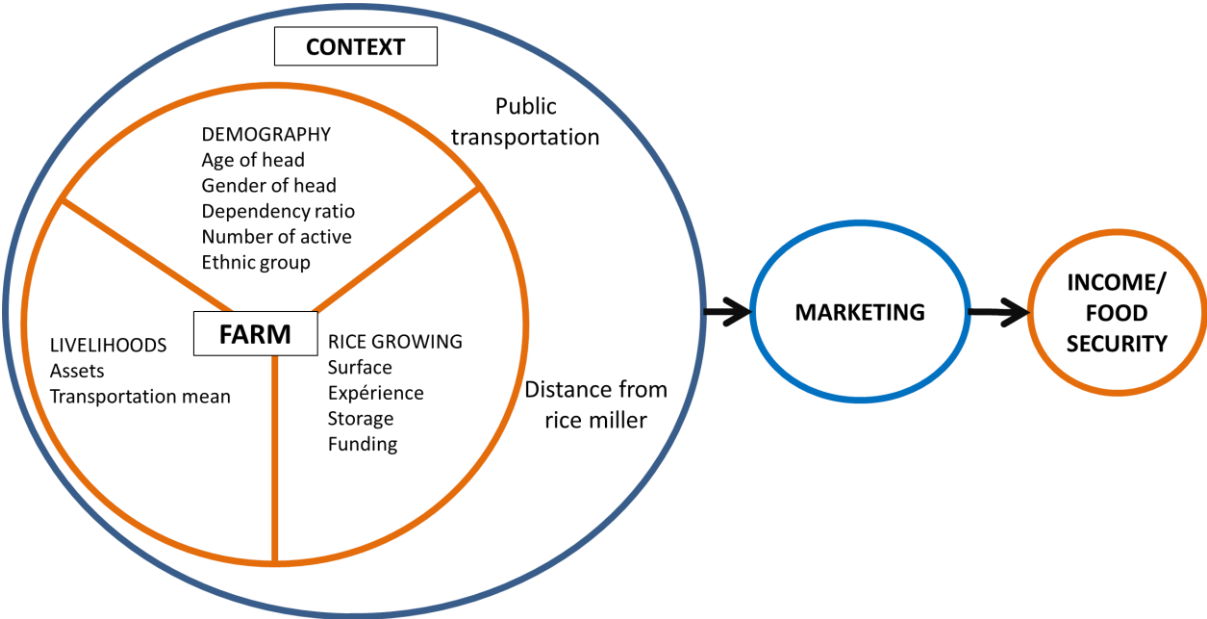 CONTEXT
Public
transportation
DEMOGRAPHY
Age of head
Gender of head
Dependency ratio
Number of active
Ethnic group
FARM
LIVELIHOODS
Assets
Transportation mean
RICE GROWING
Surface
Expérience
Storage
Funding
Distance from
rice miller
MARKETING
INCOME/
FOOD
SECURITY